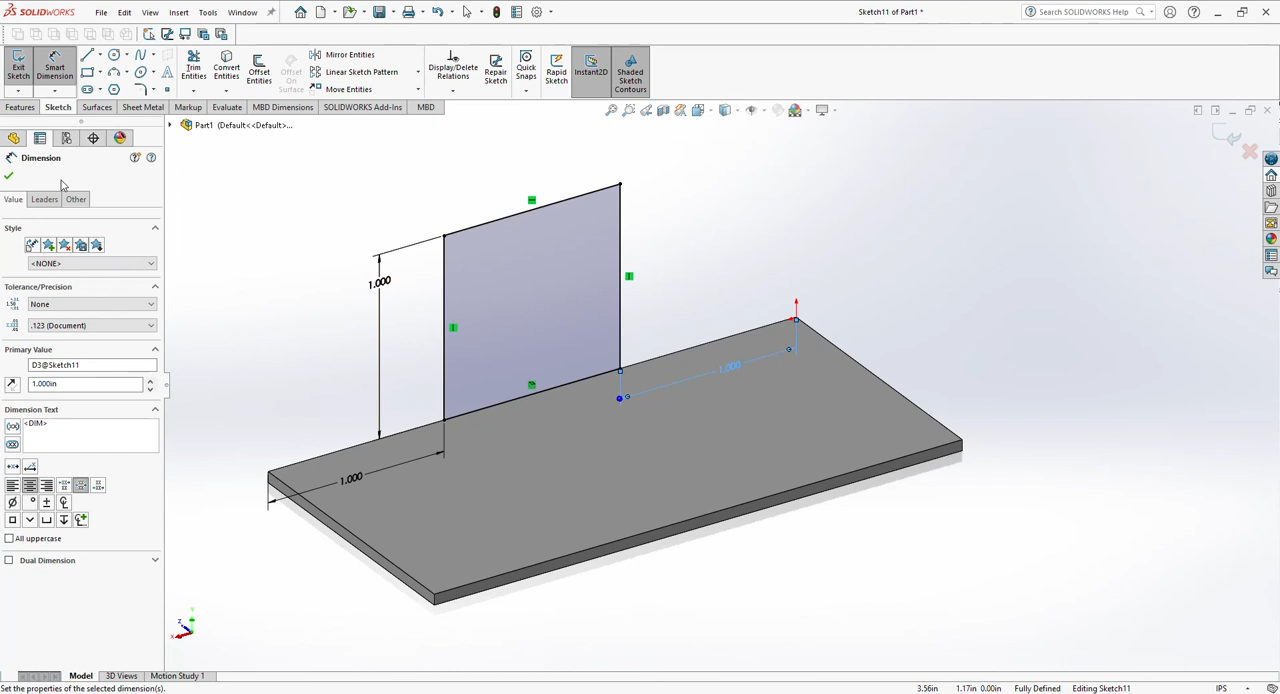 SOLIDWORKS File Edit View Insert Tools Window Sketch11 of Part1 * Search SOLIDWORKS Help
Exit Sketch
Smart Dimension
Trim Entities
Convert Entities
Offset Entities
Offset On Surface
Mirror Entities
Linear Sketch Pattern
Move Entities
Display/Delete Relations
Repair Sketch
Quick Snaps
Rapid Sketch
Instant2D
Shaded Sketch Contours
Features Sketch Surfaces Sheet Metal Markup Evaluate MBD Dimensions SOLIDWORKS Add-Ins MBD
Part1 (Default<<Default>...
Dimension
Value Leaders Other
Style
<NONE>
Tolerance/Precision
None
.123 (Document)
Primary Value
D3@Sketch11
1.000in
Dimension Text
<DIM>
All uppercase
Dual Dimension
1.000
1.000
1.000
Y
Z
X
Model 3D Views Motion Study 1
Set the properties of the selected dimension(s). 3.56in 1.17in 0.00in Fully Defined Editing Sketch11 IPS